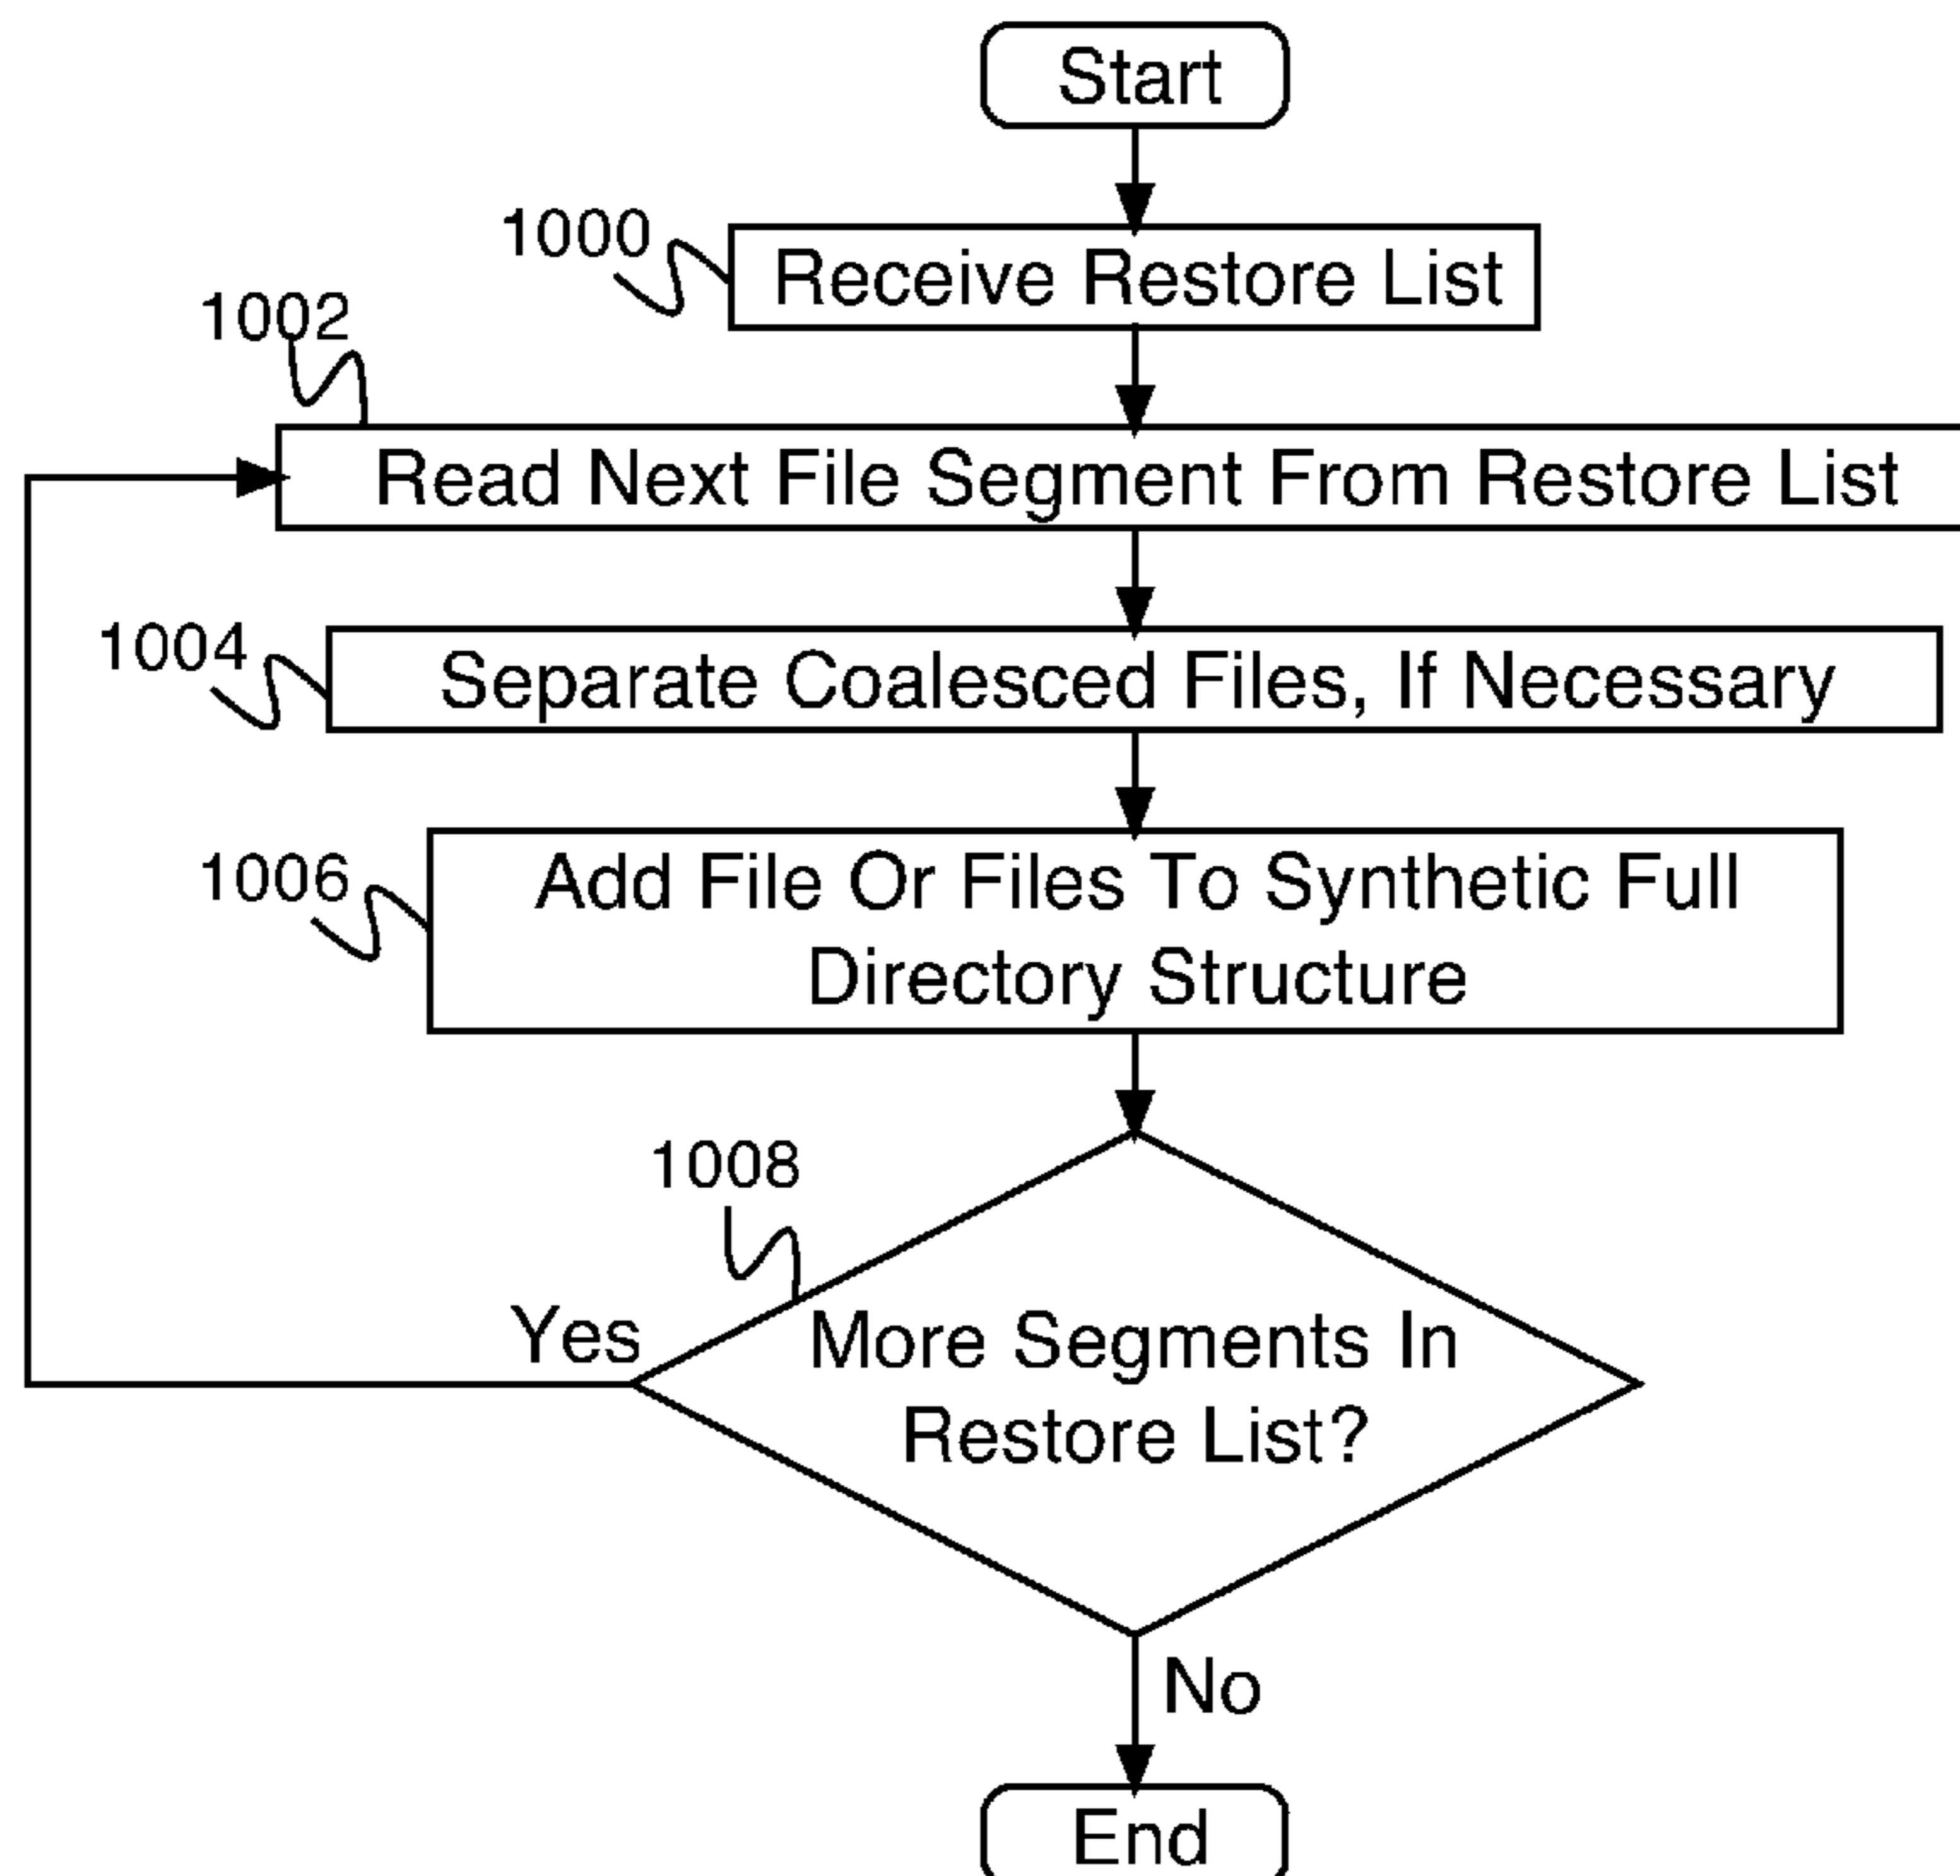 Start
1000
Receive Restore List
1002
Read Next File Segment From Restore List
1004
Separate Coalesced Files, If Necessary
1006
Add File Or Files To Synthetic Full
Directory Structure
1008
Yes
More Segments In
Restore List?
No
End